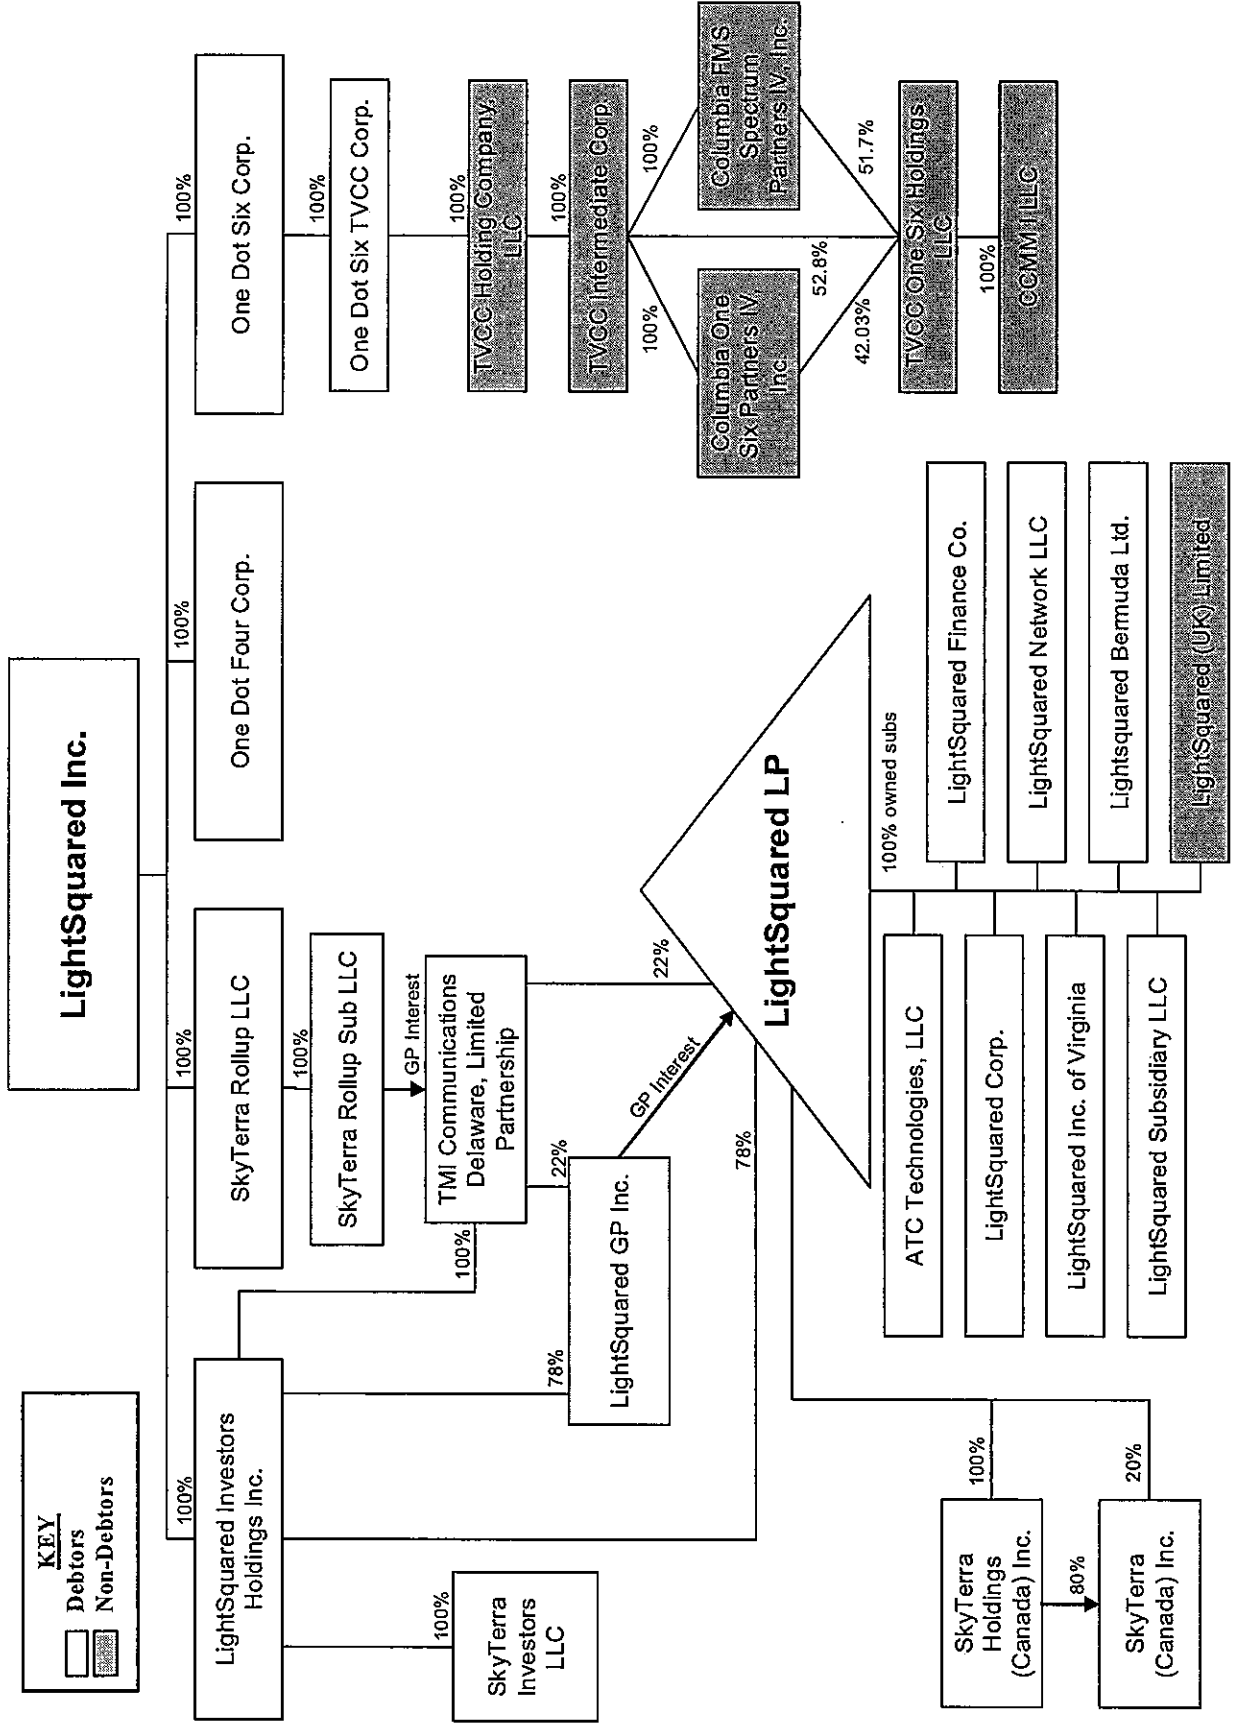 LightSquared Inc.
KEY
Debtors
Non-Debtors
100%
100%
100%
100%
LightSquared Investors
Holdings Inc.
SkyTerra Rollup LLC
One Dot Four Corp.
One Dot Six Corp.
100%
SkyTerra Rollup Sub LLC
100%
One Dot Six TVCC Corp.
GP Interest
100%
SkyTerra
Investors
LLC
100%
TMI Communications
Delaware, Limited
Partnership
100%
TVCC Holding Company,
LLC
78%
22%
100%
TVCC Intermediate Corp.
LightSquared GP Inc.
GP Interest
22%
78%
100%
100%
Columbia One
Six Partners IV,
Inc.
Columbia FMS
Spectrum
Partners IV, Inc.
LightSquared LP
52.8%
42.03%
51.7%
TVCC One Six Holdings
LLC
100%
CCMM I LLC
100% owned subs
100%
20%
SkyTerra
Holdings
(Canada) Inc.
80%
SkyTerra
(Canada) Inc.
ATC Technologies, LLC
LightSquared Finance Co.
LightSquared Corp.
LightSquared Network LLC
LightSquared Inc. of Virginia
Lightsquared Bermuda Ltd.
LightSquared Subsidiary LLC
LightSquared (UK) Limited